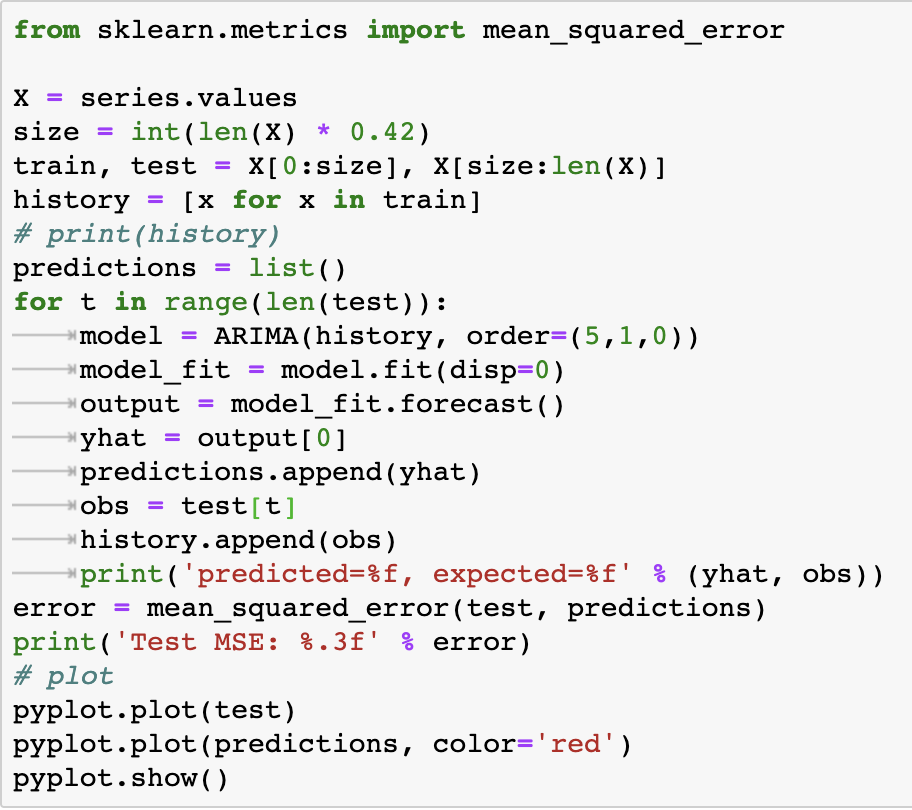 from sklearn.metrics import mean_squared_error
X = series.values
size = int(len(X) * 0.42)
train, test = X[0:size], X[size:len(X)]
history = [x for x in train]
# print(history)
predictions = list()
for t in range(len(test)):
    model = ARIMA(history, order=(5,1,0))
    model_fit = model.fit(disp=0)
    output = model_fit.forecast()
    yhat = output[0]
    predictions.append(yhat)
    obs = test[t]
    history.append(obs)
    print('predicted=%f, expected=%f' % (yhat, obs))
error = mean_squared_error(test, predictions)
print('Test MSE: %.3f' % error)
# plot
pyplot.plot(test)
pyplot.plot(predictions, color='red')
pyplot.show()